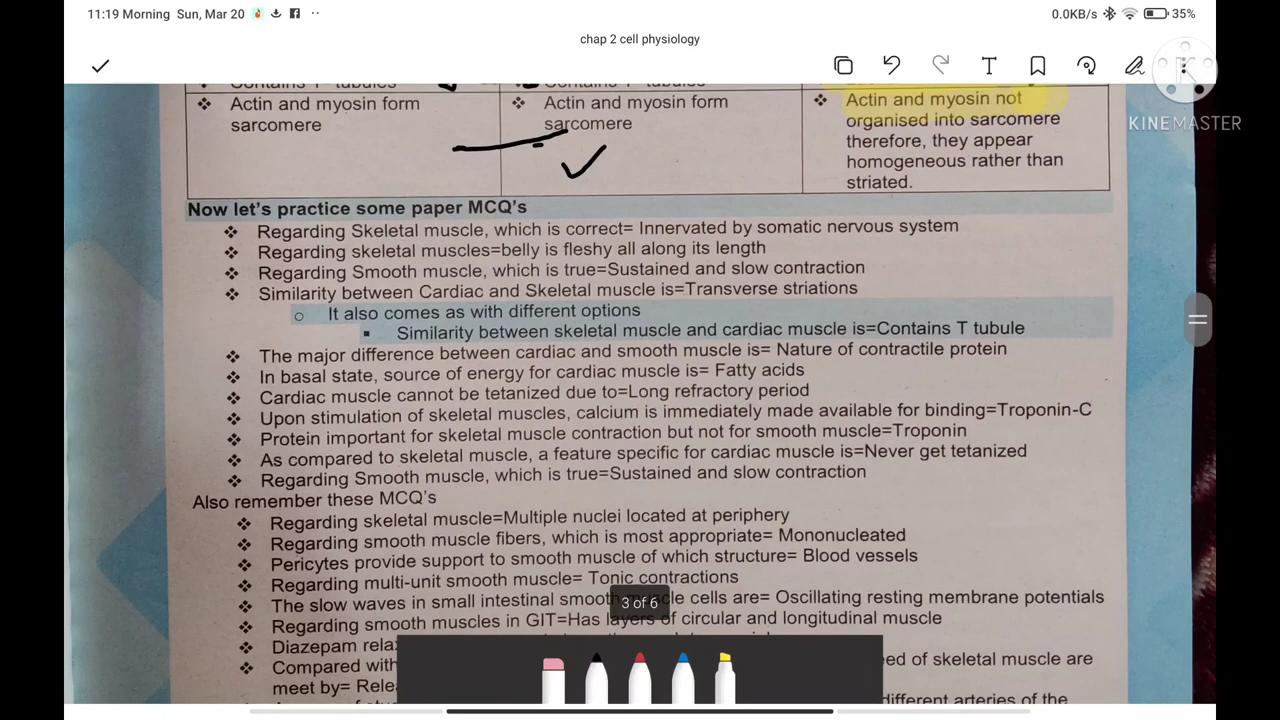 11:19 Morning Sun, Mar 20
0.0KB/s 35%
chap 2 cell physiology
KINEMASTER
Contains T tubules Contains T tubules
❖ Actin and myosin form sarcomere
❖ Actin and myosin form sarcomere
❖ Actin and myosin not organised into sarcomere therefore, they appear homogeneous rather than striated.
Now let's practice some paper MCQ's
❖ Regarding Skeletal muscle, which is correct= Innervated by somatic nervous system
❖ Regarding skeletal muscles=belly is fleshy all along its length
❖ Regarding Smooth muscle, which is true=Sustained and slow contraction
❖ Similarity between Cardiac and Skeletal muscle is=Transverse striations
o It also comes as with different options
▪ Similarity between skeletal muscle and cardiac muscle is=Contains T tubule
❖ The major difference between cardiac and smooth muscle is= Nature of contractile protein
❖ In basal state, source of energy for cardiac muscle is= Fatty acids
❖ Cardiac muscle cannot be tetanized due to=Long refractory period
❖ Upon stimulation of skeletal muscles, calcium is immediately made available for binding=Troponin-C
❖ Protein important for skeletal muscle contraction but not for smooth muscle=Troponin
❖ As compared to skeletal muscle, a feature specific for cardiac muscle is=Never get tetanized
❖ Regarding Smooth muscle, which is true=Sustained and slow contraction
Also remember these MCQ's
❖ Regarding skeletal muscle=Multiple nuclei located at periphery
❖ Regarding smooth muscle fibers, which is most appropriate= Mononucleated
❖ Pericytes provide support to smooth muscle of which structure= Blood vessels
❖ Regarding multi-unit smooth muscle= Tonic contractions
❖ The slow waves in small intestinal smooth muscle cells are= Oscillating resting membrane potentials
3 of 6
❖ Regarding smooth muscles in GIT=Has layers of circular and longitudinal muscle
❖ Diazepam
❖ Compared with of skeletal muscle are
meet by=
different arteries of the